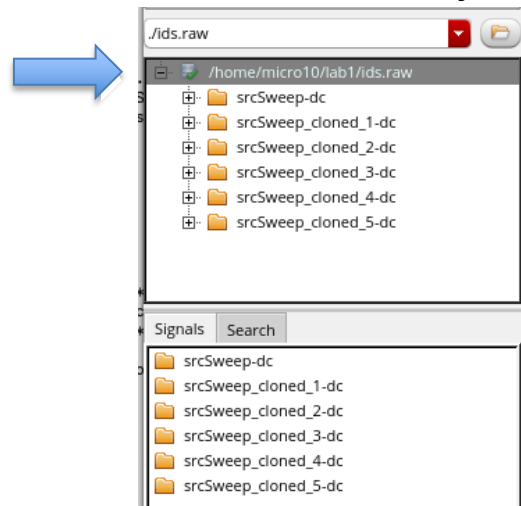 ./ids.raw
/home/micro10/lab1/ids.raw
srcSweep-dc
srcSweep_cloned_1-dc
srcSweep_cloned_2-dc
srcSweep_cloned_3-dc
srcSweep_cloned_4-dc
srcSweep_cloned_5-dc
Signals Search
srcSweep-dc
srcSweep_cloned_1-dc
srcSweep_cloned_2-dc
srcSweep_cloned_3-dc
srcSweep_cloned_4-dc
srcSweep_cloned_5-dc